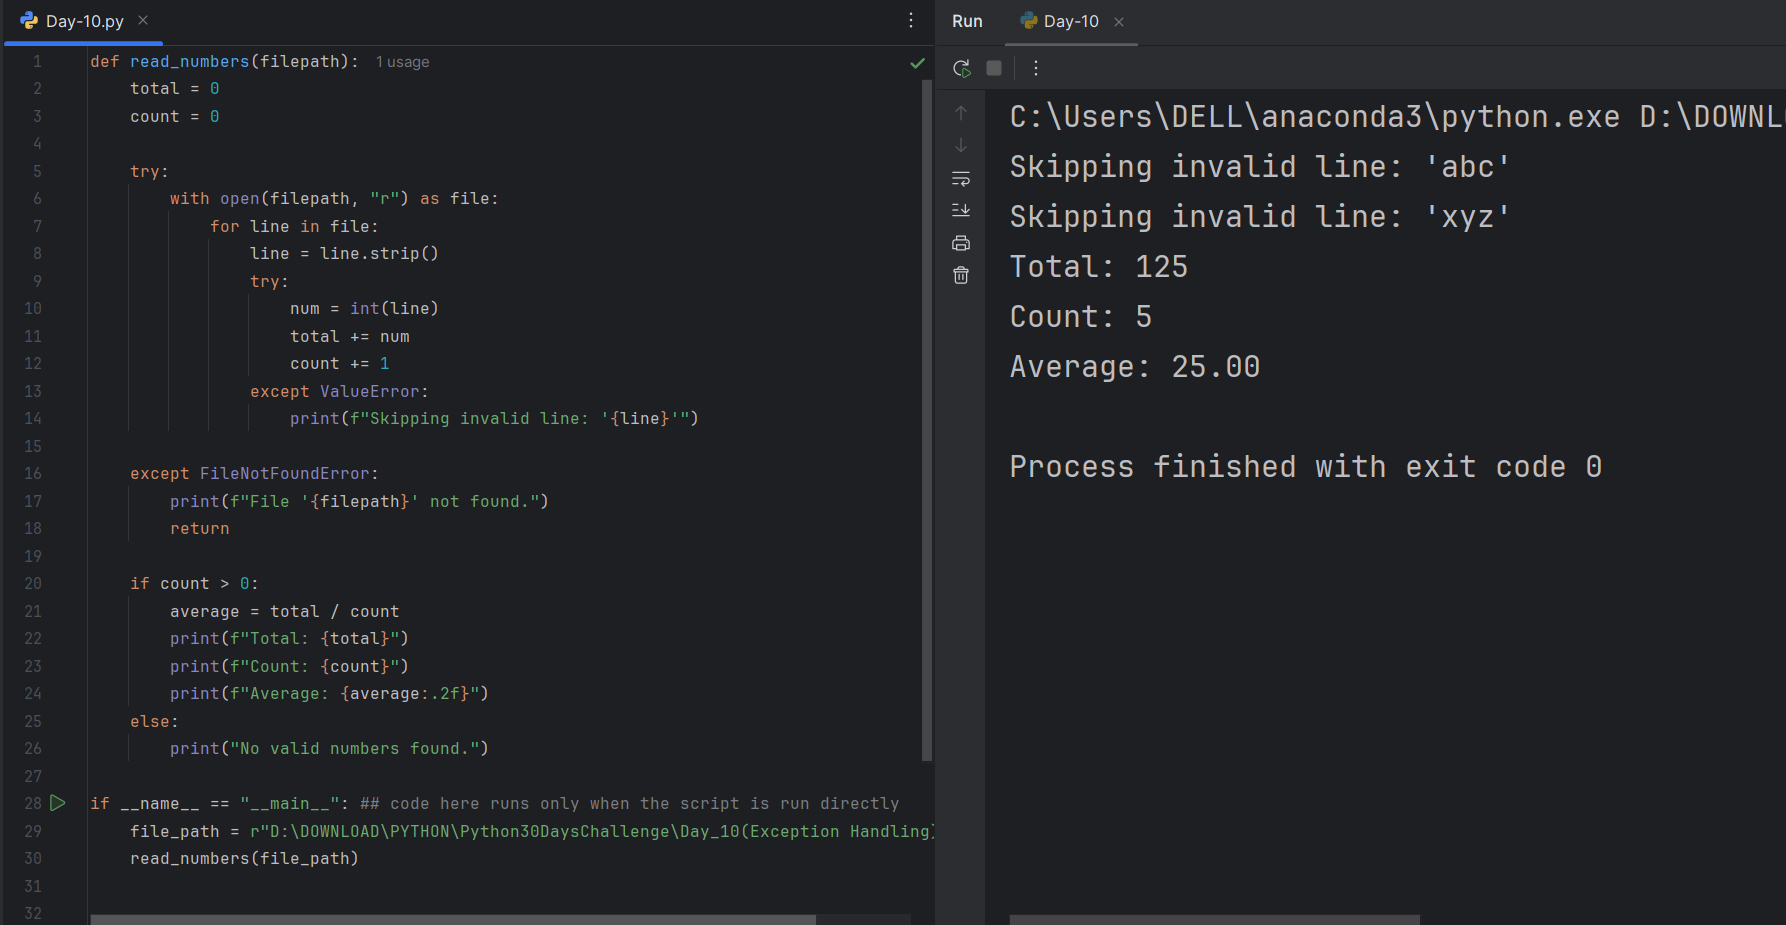 Day-10.py
1 def read_numbers(filepath): 1 usage
2 total = 0
3 count = 0
4
5 try:
6 with open(filepath, "r") as file:
7 for line in file:
8 line = line.strip()
9 try:
10 num = int(line)
11 total += num
12 count += 1
13 except ValueError:
14 print(f"Skipping invalid line: '{line}'")
15
16 except FileNotFoundError:
17 print(f"File '{filepath}' not found.")
18 return
19
20 if count > 0:
21 average = total / count
22 print(f"Total: {total}")
23 print(f"Count: {count}")
24 print(f"Average: {average:.2f}")
25 else:
26 print("No valid numbers found.")
27
28 if __name__ == "__main__": ## code here runs only when the script is run directly
29 file_path = r"D:\DOWNLOAD\PYTHON\Python30DaysChallenge\Day_10(Exception Handling)
30 read_numbers(file_path)
31
32
Run Day-10
C:\Users\DELL\anaconda3\python.exe D:\DOWNL
Skipping invalid line: 'abc'
Skipping invalid line: 'xyz'
Total: 125
Count: 5
Average: 25.00
Process finished with exit code 0